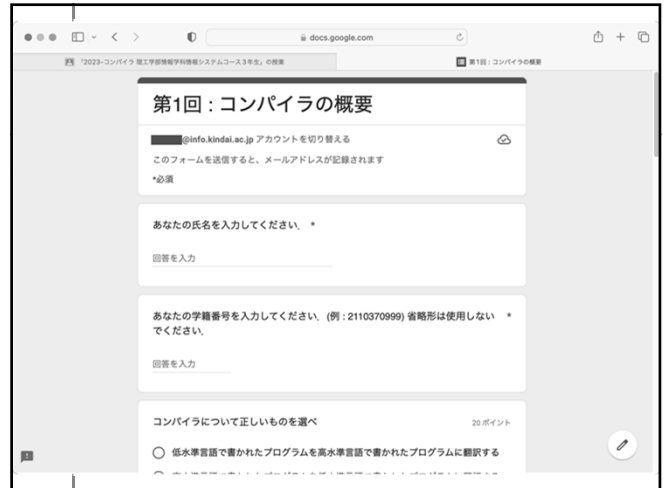 docs.google.com
「2023-コンパイラ 理工学部情報学科情報システムコース３年生」の授業
第1回：コンパイラの概要
第1回 : コンパイラの概要
@info.kindai.ac.jp アカウントを切り替える
このフォームを送信すると、メールアドレスが記録されます
*必須
あなたの氏名を入力してください． *
回答を入力
あなたの学籍番号を入力してください．(例 : 2110370999) 省略形は使用しない *
でください．
回答を入力
コンパイラについて正しいものを選べ 20 ポイント
低水準言語で書かれたプログラムを高水準言語で書かれたプログラムに翻訳する